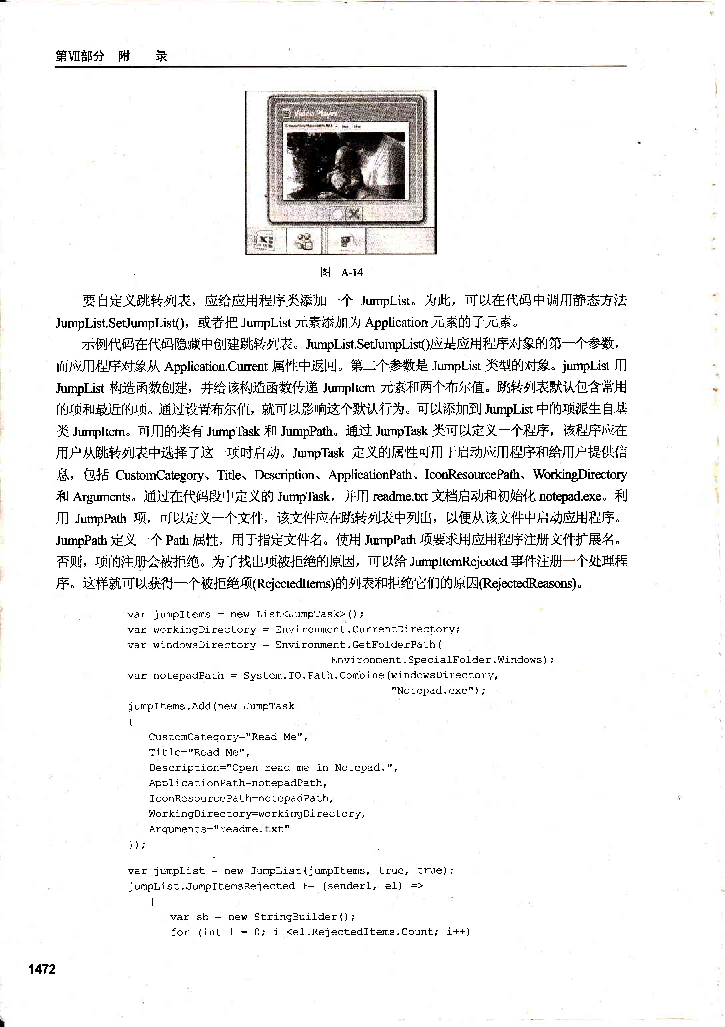 第Ⅶ部分 附 录
Video Player
图 A-14
要自定义跳转列表，应给应用程序类添加一个 JumpList。为此，可以在代码中调用静态方法
JumpList.SetJumpList()，或者把 JumpList 元素添加为 Application 元素的子元素。
示例代码在代码隐藏中创建跳转列表。JumpList.SetJumpList()应是应用程序对象的第一个参数，
而应用程序对象从 Application.Current 属性中返回。第二个参数是 JumpList 类型的对象。jumpList 用
JumpList 构造函数创建，并给该构造函数传递 JumpItem 元素和两个布尔值。跳转列表默认包含常用
的项和最近的项。通过设置布尔值，就可以影响这个默认行为。可以添加到 JumpList 中的项派生自基
类 JumpItem。可用的类有 JumpTask 和 JumpPath。通过 JumpTask 类可以定义一个程序，该程序应在
用户从跳转列表中选择了这一项时启动。JumpTask 定义的属性可用于启动应用程序和给用户提供信
息，包括 CustomCategory、Title、Description、ApplicationPath、IconResourcePath、WorkingDirectory
和 Arguments。通过在代码段中定义的 JumpTask，并用 readme.txt 文档启动和初始化 notepad.exe。利
用 JumpPath 项，可以定义一个文件，该文件应在跳转列表中列出，以便从该文件中启动应用程序。
JumpPath 定义一个 Path 属性，用于指定文件名。使用 JumpPath 项要求用应用程序注册文件扩展名。
否则，项的注册会被拒绝。为了找出项被拒绝的原因，可以给 JumpItemRejected 事件注册一个处理程
序。这样就可以获得一个被拒绝项(RejectedItems)的列表和拒绝它们的原因(RejectedReasons)。
var jumpItems = new List<JumpTask>();
var workingDirectory = Environment.CurrentDirectory;
var windowsDirectory = Environment.GetFolderPath(
Environment.SpecialFolder.Windows);
var notepadPath = System.IO.Path.Combine(windowsDirectory,
"Notepad.exe");
jumpItems.Add(new JumpTask
{
CustomCategory="Read Me",
Title="Read Me",
Description="Open read me in Notepad.",
ApplicationPath=notepadPath,
IconResourcePath=notepadPath,
WorkingDirectory=workingDirectory,
Arguments="readme.txt"
});
var jumpList = new JumpList(jumpItems, true, true);
jumpList.JumpItemsRejected += (sender1, e1) =>
{
var sb = new StringBuilder();
for (int i = 0; i <e1.RejectedItems.Count; i++)
1472